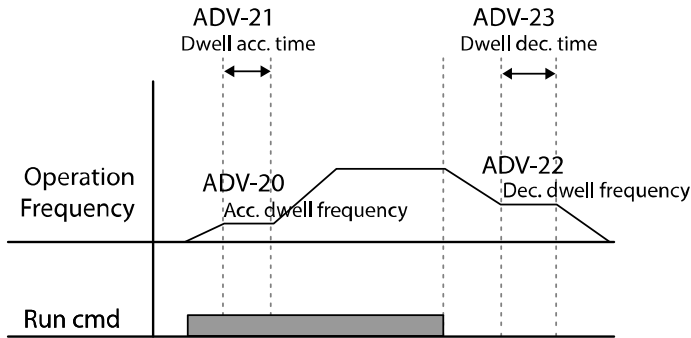 ADV-21
Dwell acc. time
ADV-23
Dwell dec. time
Operation
Frequency
ADV-20
Acc. dwell frequency
ADV-22
Dec. dwell frequency
Run cmd